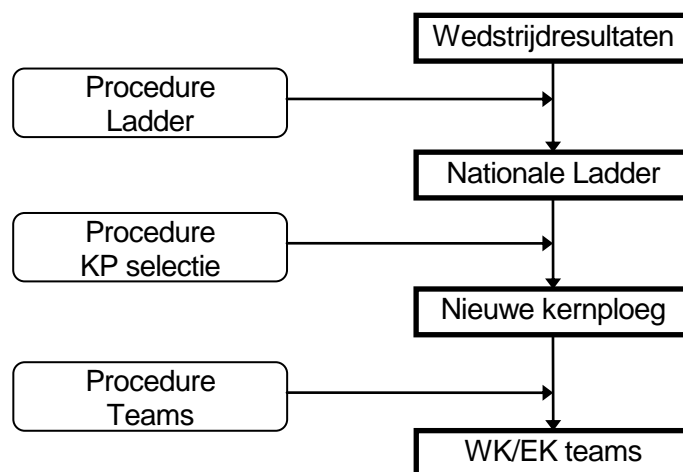 Wedstrijdresultaten
Procedure
Ladder
Nationale Ladder
Procedure
KP selectie
Nieuwe kernploeg
Procedure
Teams
WK/EK teams